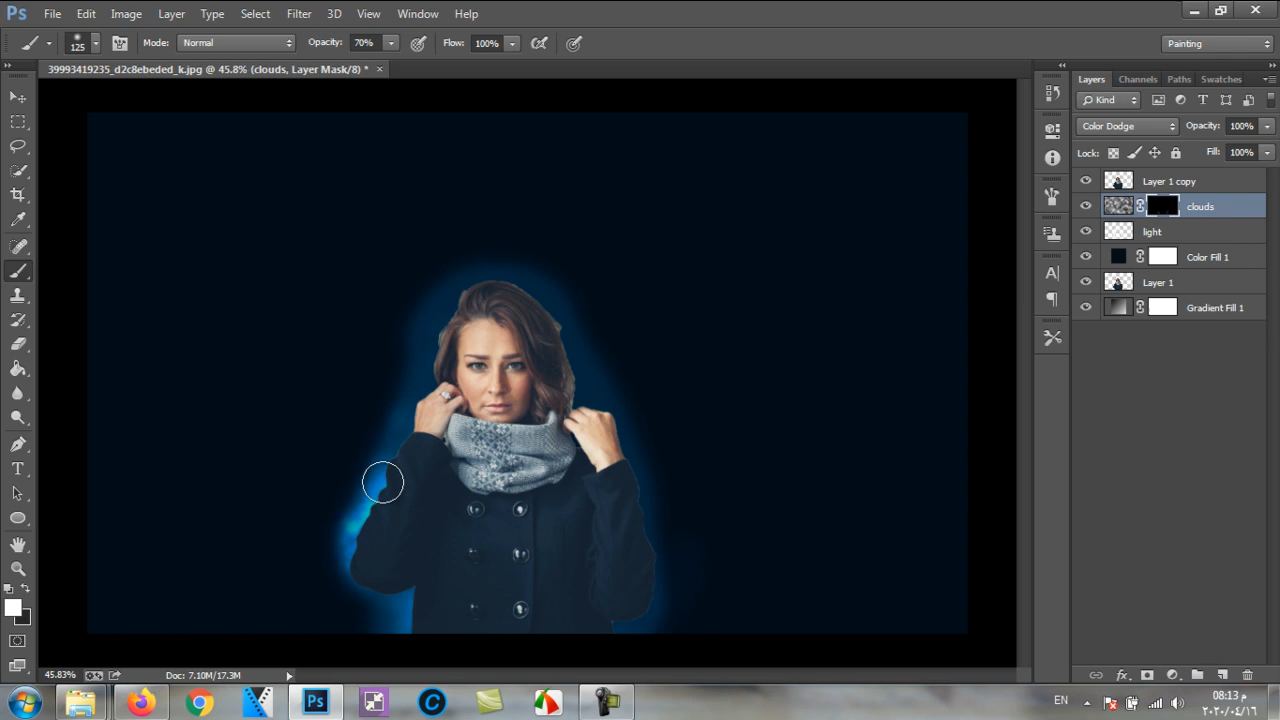 Ps File Edit Image Layer Type Select Filter 3D View Window Help
125 Mode: Normal Opacity: 70% Flow: 100% Painting
39993419235_d2c8ebeded_k.jpg @ 45.8% (clouds, Layer Mask/8) * ×
Layers Channels Paths Swatches
Kind
Color Dodge Opacity: 100%
Lock: Fill: 100%
Layer 1 copy
clouds
light
Color Fill 1
Layer 1
Gradient Fill 1
45.83% Doc: 7.10M/17.3M
Ps EN 08:13 م
٢٠٢٠/٠٤/١٦